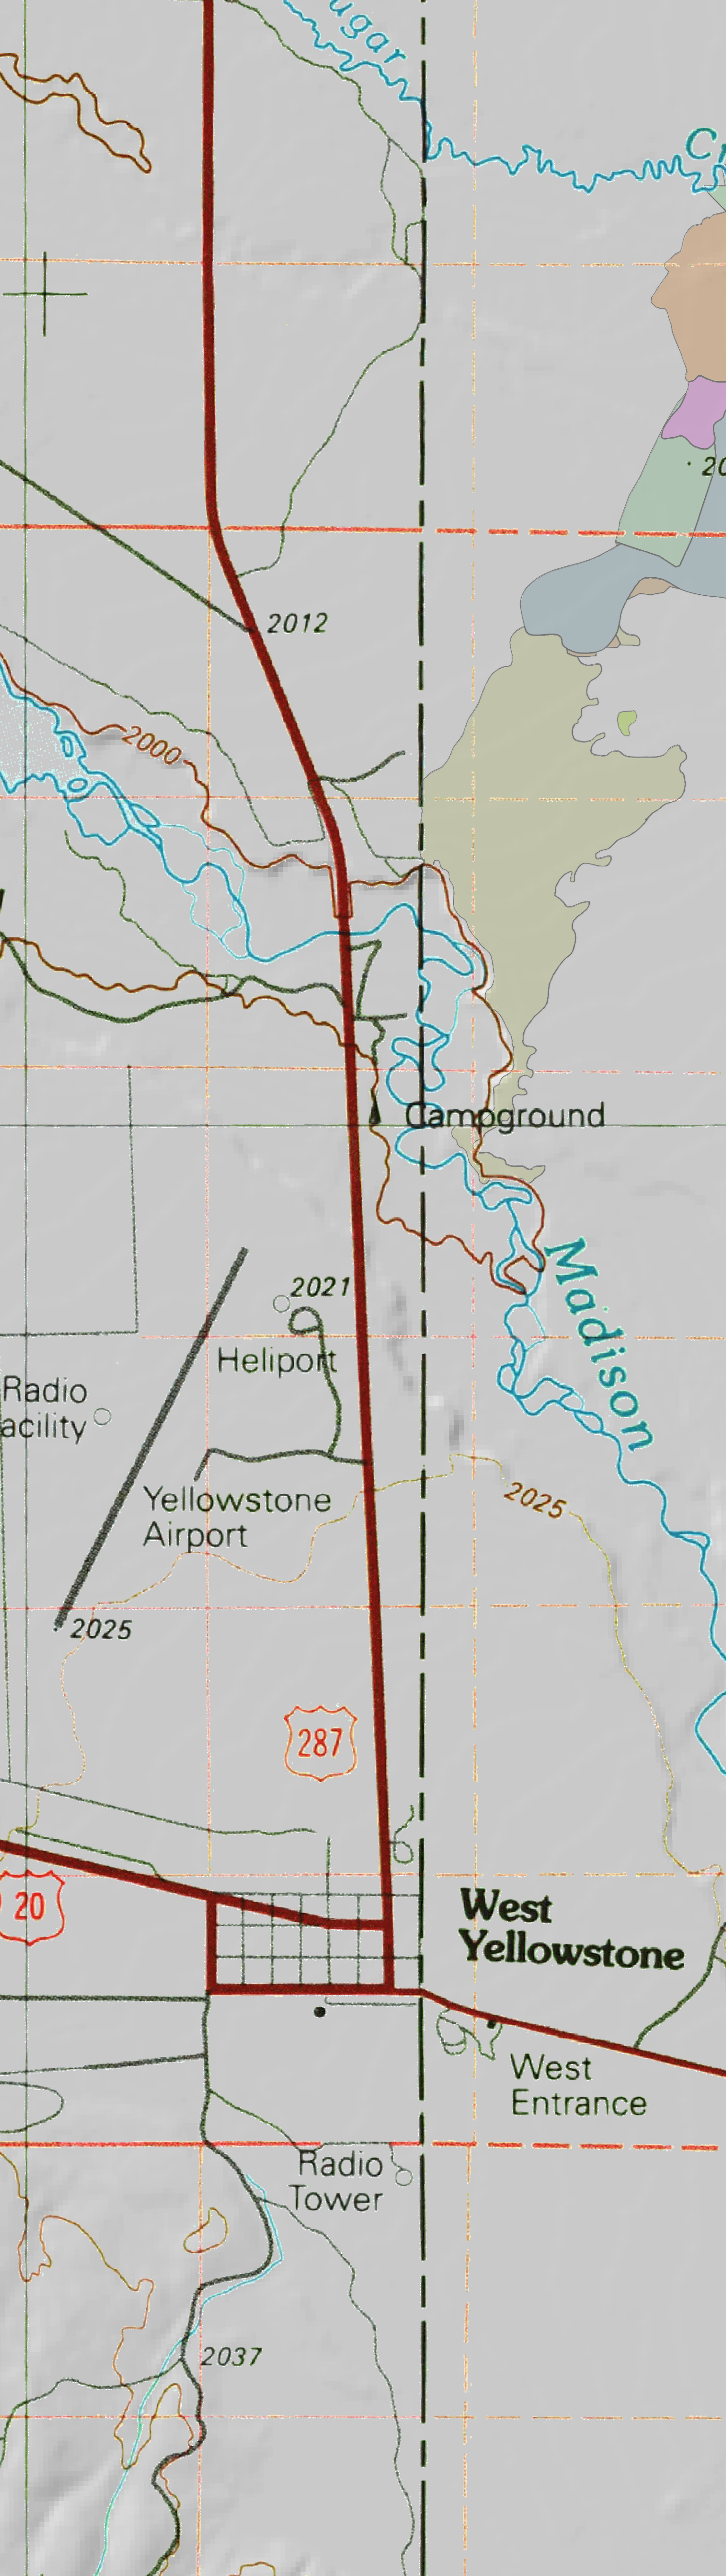 2012
2000
Campground
Madison
2021
Heliport
Radio
acility
Yellowstone
Airport
2025
2025
287
20
West
Yellowstone
West
Entrance
Radio
Tower
2037